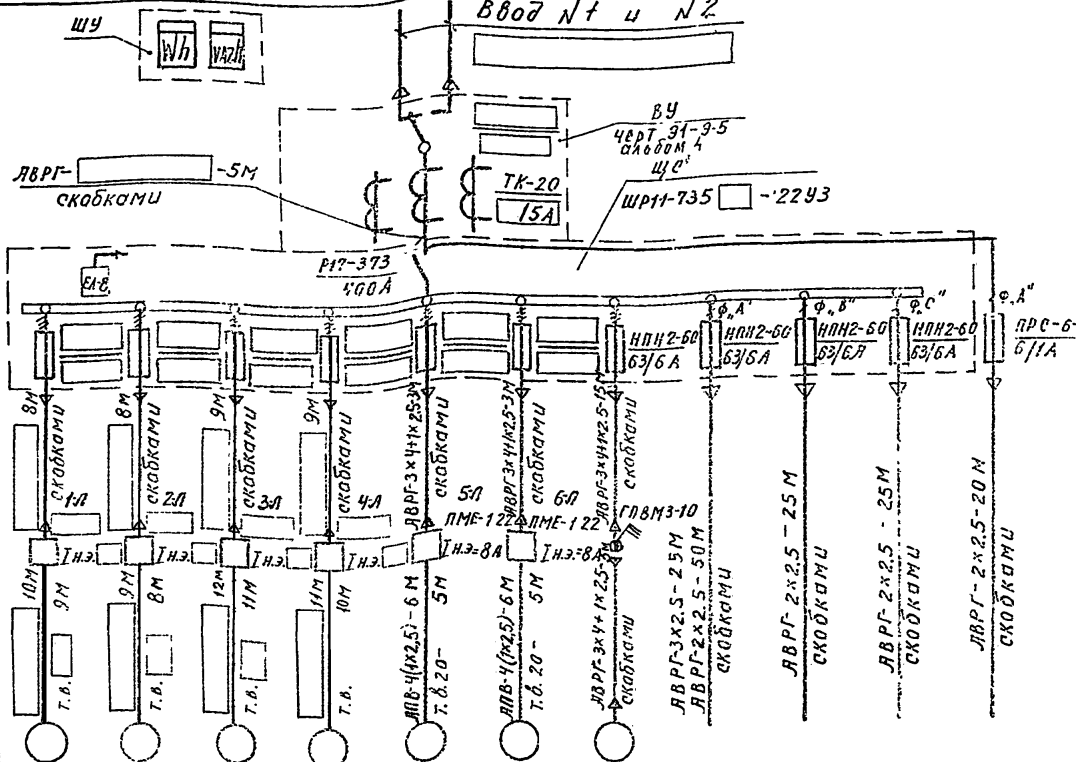 Ввод N1 и N2
ШУ
Wh
VAZh
ВУ
черт. Э1-9-5
альбом 4
ЩС
ШР11-735 -22У3
АВРГ- -5м
скобками
ТК-20
15А
Р17-373
400А
ЕЛ-Е
Ф„А"
Ф„В"
Ф„С"
Ф„А"
НПН2-60
63/6А
НПН2-60
63/6А
НПН2-60
63/6А
НПН2-60
63/6А
ПРС-6-
6/1А
8м
скобками
8м
скобками
9м
скобками
9м
скобками
АВРГ-3×4+1×2.5-3м
скобками
АВРГ-3×4+1×2.5-3м
скобками
АВРГ-3×4+1×2.5-15м
скобками
1-Л
2-Л
3-Л
4-Л
5-Л
6-Л
ПМЕ-122
ПМЕ-122
ГПВМ3-10
Iн.э.
Iн.э.
Iн.э.
Iн.э.
Iн.э.=8А
Iн.э.=8А
10м
9м
т.в.
9м
8м
т.в.
12м
11м
т.в.
11м
10м
т.в.
АПВ-4(1×2,5)-6м
5м
т.в.20-
АПВ-4(1×2,5)-6м
5м
т.в.20-
АВРГ-3×4+1×2.5-
скобками
АВРГ-3×2.5-25м
АВРГ-2×2.5-50м
скобками
АВРГ-2×2.5-25м
скобками
АВРГ-2×2.5-25м
скобками
АВРГ-2×2.5-20м
скобками